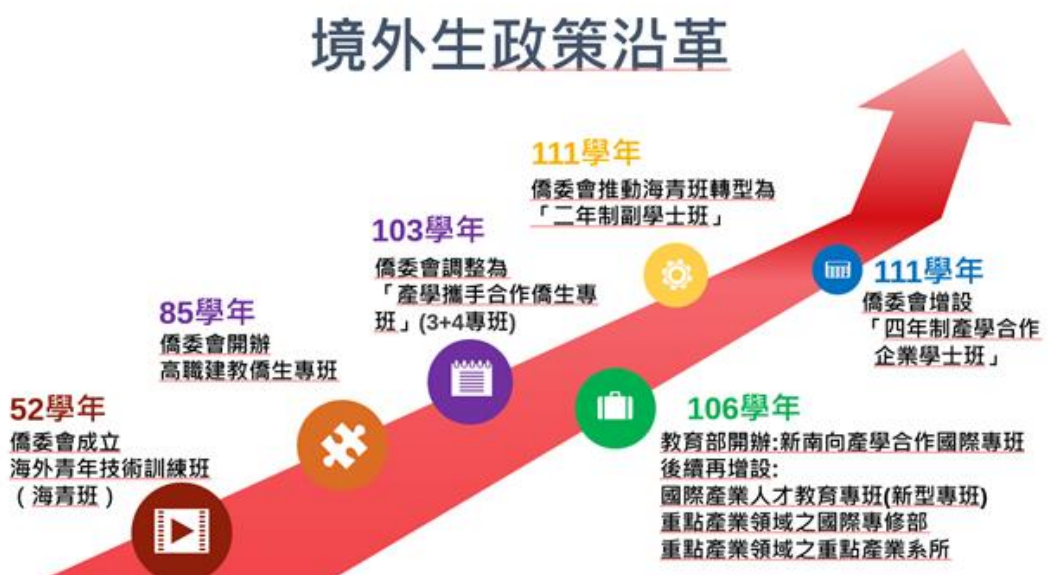 境外生政策沿革
52學年
僑委會成立
海外青年技術訓練班
（海青班）
85學年
僑委會開辦
高職建教僑生專班
103學年
僑委會調整為
「產學攜手合作僑生專
班」(3+4專班)
106學年
教育部開辦:新南向產學合作國際專班
後續再增設:
國際產業人才教育專班(新型專班)
重點產業領域之國際專修部
重點產業領域之重點產業系所
111學年
僑委會推動海青班轉型為
「二年制副學士班」
111學年
僑委會增設
「四年制產學合作
企業學士班」